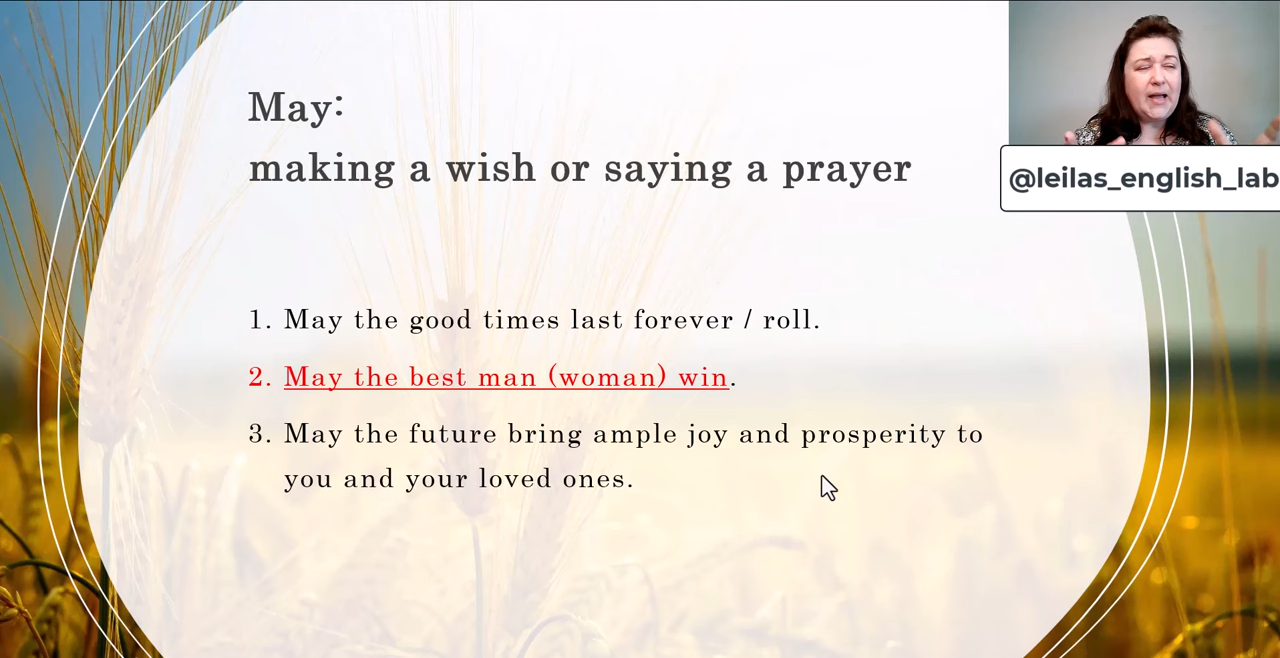 May:
making a wish or saying a prayer
@leilas_english_lab
1. May the good times last forever / roll.
2. May the best man (woman) win.
3. May the future bring ample joy and prosperity to
you and your loved ones.